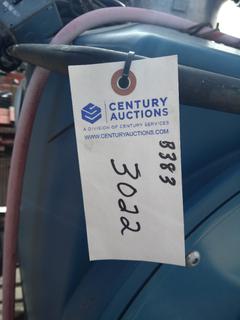 CENTURY
AUCTIONS
A DIVISION OF CENTURY SERVICES
WWW.CENTURYAUCTIONS.COM
8383
3022